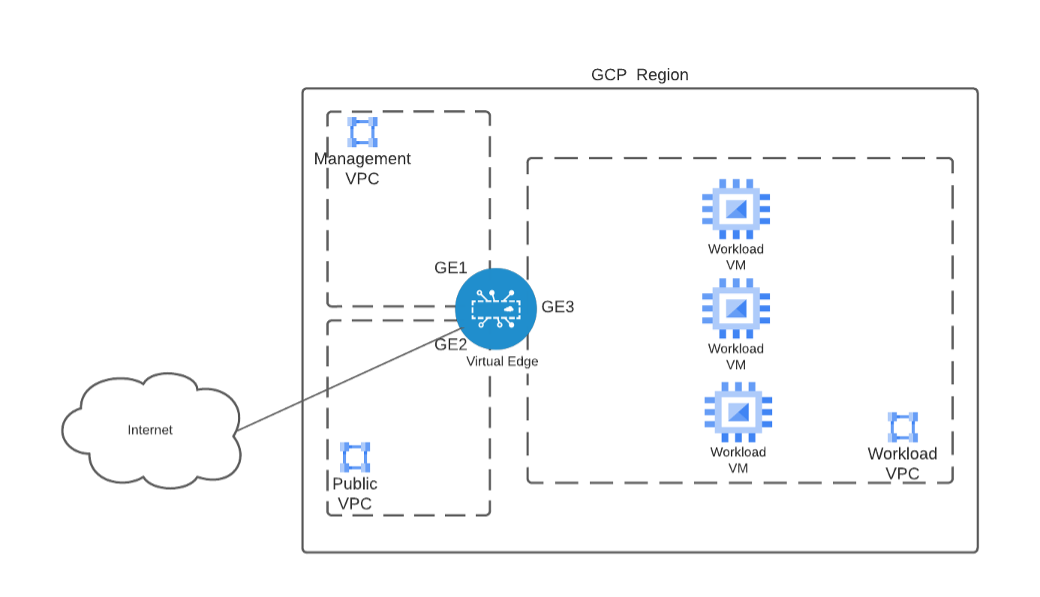 GCP  Region
Management
VPC
GE1
GE3
GE2
Virtual Edge
Workload
VM
Workload
VM
Workload
VM
Internet
Public
VPC
Workload
VPC